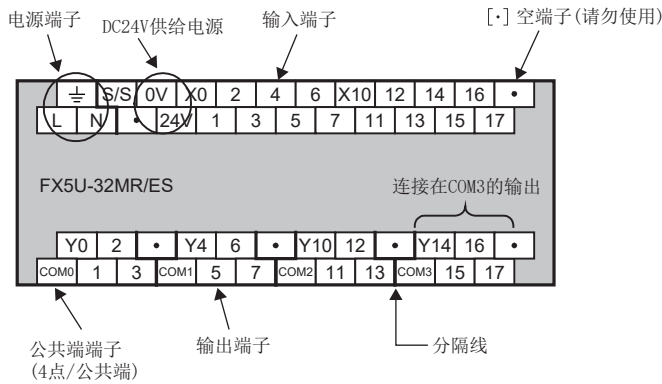 电源端子
DC24V供给电源
输入端子
[·] 空端子(请勿使用)
⏚ S/S 0V X0 2 4 6 X10 12 14 16 •
L N • 24V 1 3 5 7 11 13 15 17
FX5U-32MR/ES
连接在COM3的输出
Y0 2 • Y4 6 • Y10 12 • Y14 16 •
COM0 1 3 COM1 5 7 COM2 11 13 COM3 15 17
公共端端子
(4点/公共端)
输出端子
分隔线